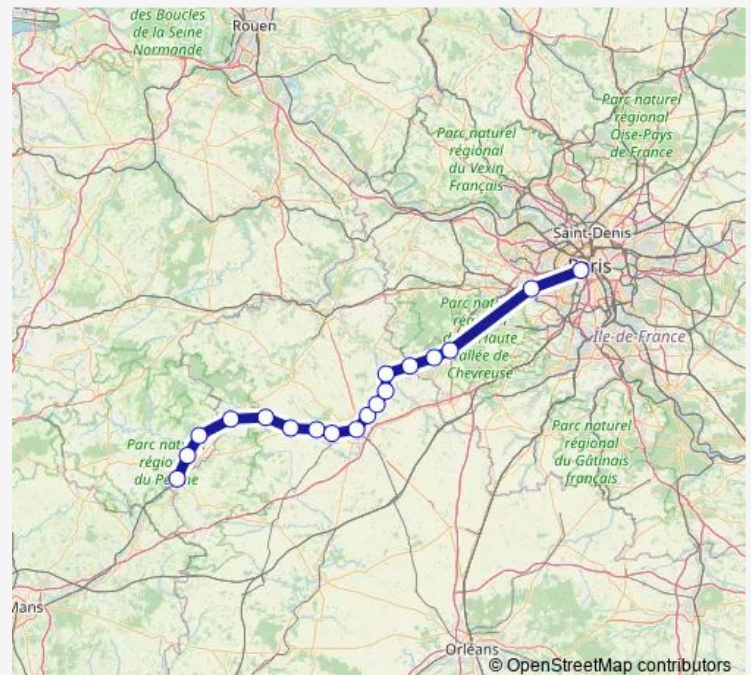 des Boucles
de la Seine
Normande
Rouen
Parc naturel
régional
Oise-Pays
de France
Parc naturel
régional
du Vexin
Français
Saint-Denis
Île-de-France
Chevreuse
Parc naturel
régional
du Gâtinais
français
Orléans
© OpenStreetMap contributors